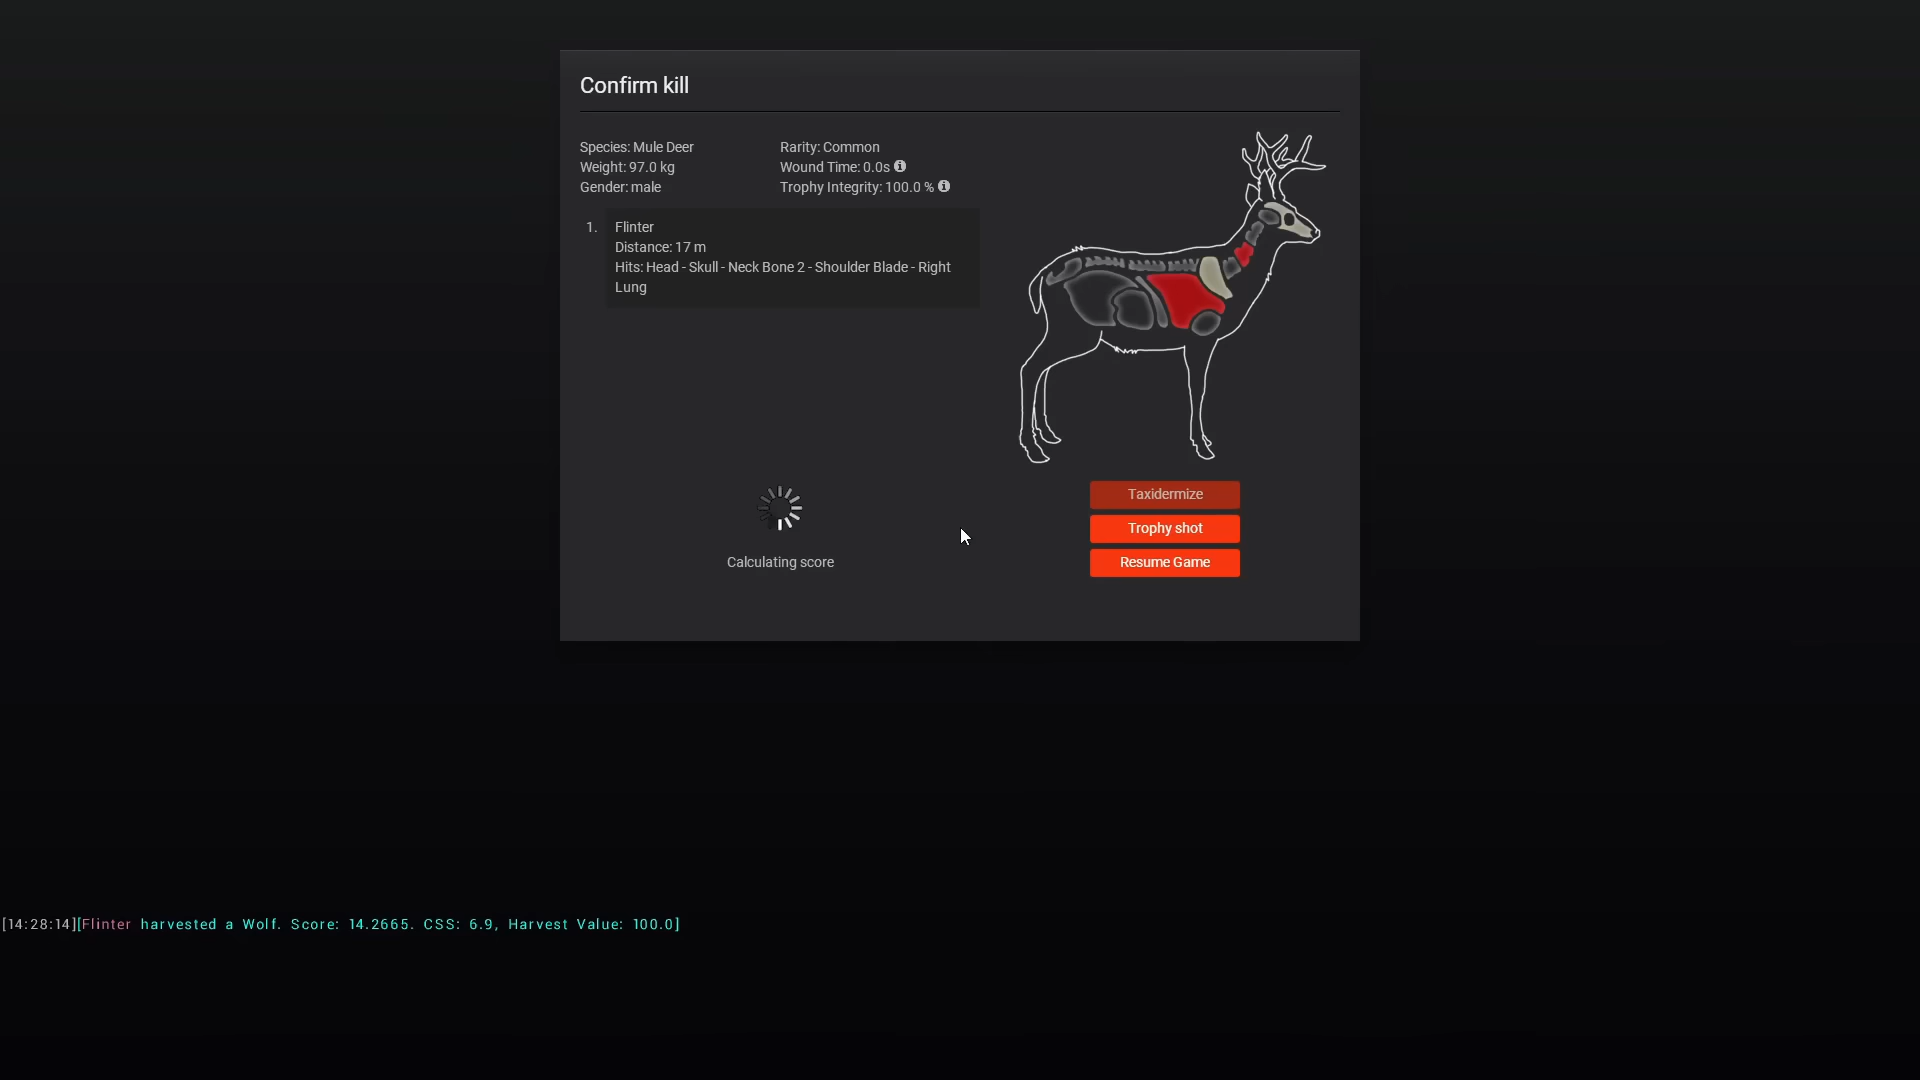 Confirm kill
Species: Mule Deer
Weight: 97.0 kg
Gender: male
Rarity: Common
Wound Time: 0.0s
Trophy Integrity: 100.0 %
1. Flinter
Distance: 17 m
Hits: Head - Skull - Neck Bone 2 - Shoulder Blade - Right
Lung
Calculating score
Taxidermize
Trophy shot
Resume Game
[14:28:14][Flinter harvested a Wolf. Score: 14.2665. CSS: 6.9, Harvest Value: 100.0]